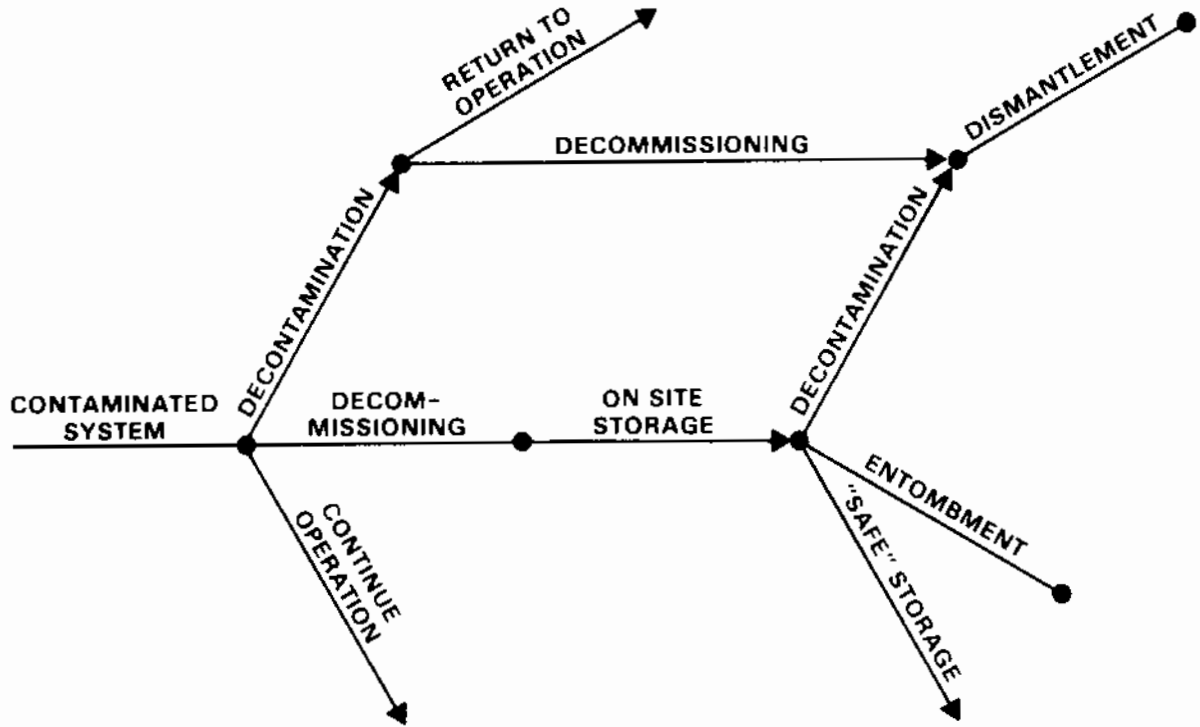 RETURN TO
OPERATION
DISMANTLEMENT
DECOMMISSIONING
DECONTAMINATION
DECONTAMINATION
CONTAMINATED
SYSTEM
DECOM-
MISSIONING
ON SITE
STORAGE
ENTOMBMENT
"SAFE" STORAGE
CONTINUE
OPERATION